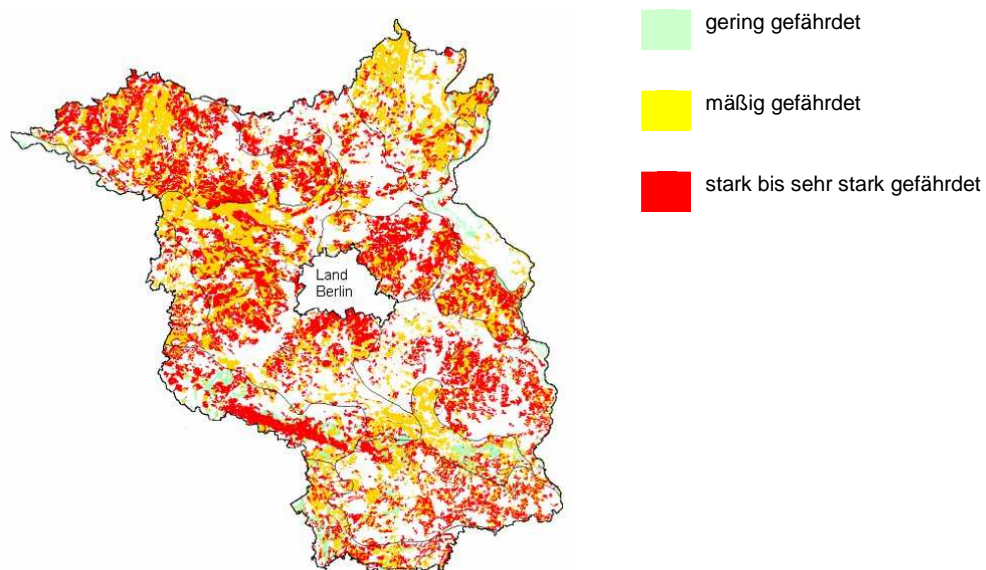 gering gefährdet
mäßig gefährdet
stark bis sehr stark gefährdet
Land
Berlin